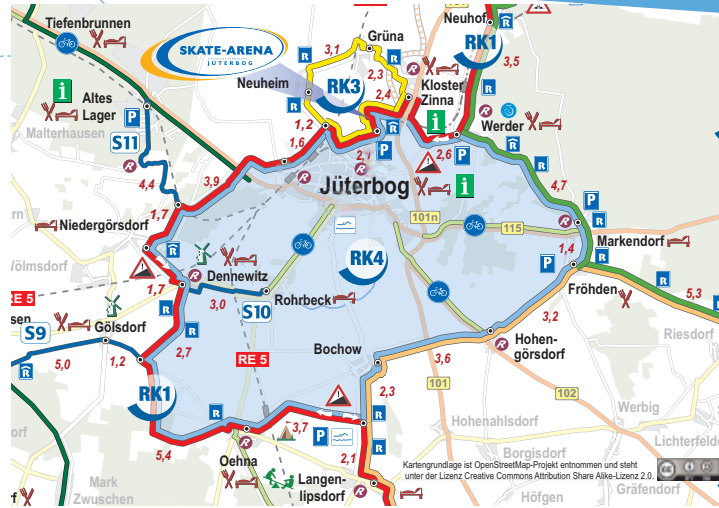 Tiefenbrunnen
Grüna
Neuhof
SKATE-ARENA
JÜTERBOG
R
3,1
RK1
R
R
2,3
3,5
Neuheim
RK3
2,4
Kloster
Zinna
i
Altes
Lager
P
R
R
R
Malterhausen
1,2
i
Werder
R
S11
1,6
2,6
P
R
P
R
4,4
3,9
Jüterbog
i
4,7
P
1,7
101n
115
R
R
Niedergörsdorf
R
Markendorf
R
RK4
1,4
P
Wölmsdorf
R
Dennewitz
Fröhden
R
RE 5
1,7
3,0
Rohrbeck
5,3
S10
3,2
R
R
S9
Gölsdorf
R
Hohen-
görsdorf
R
Riesdorf
2,7
Bochow
3,6
5,0
1,2
RE 5
R
2,3
101
102
RK1
Werbig
R
R
Hohenahlsdorf
3,7
P
Lichterfelde
5,4
R
R
2,1
Borgisdorf
Oehna
R
Kartengrundlage ist OpenStreetMap-Projekt entnommen und steht
unter der Lizenz Creative Commons Attribution Share Alike-Lizenz 2.0.
cc
Mark
Zwuschen
Langen-
lipsdorf
R
Höfgen
Gräfendorf